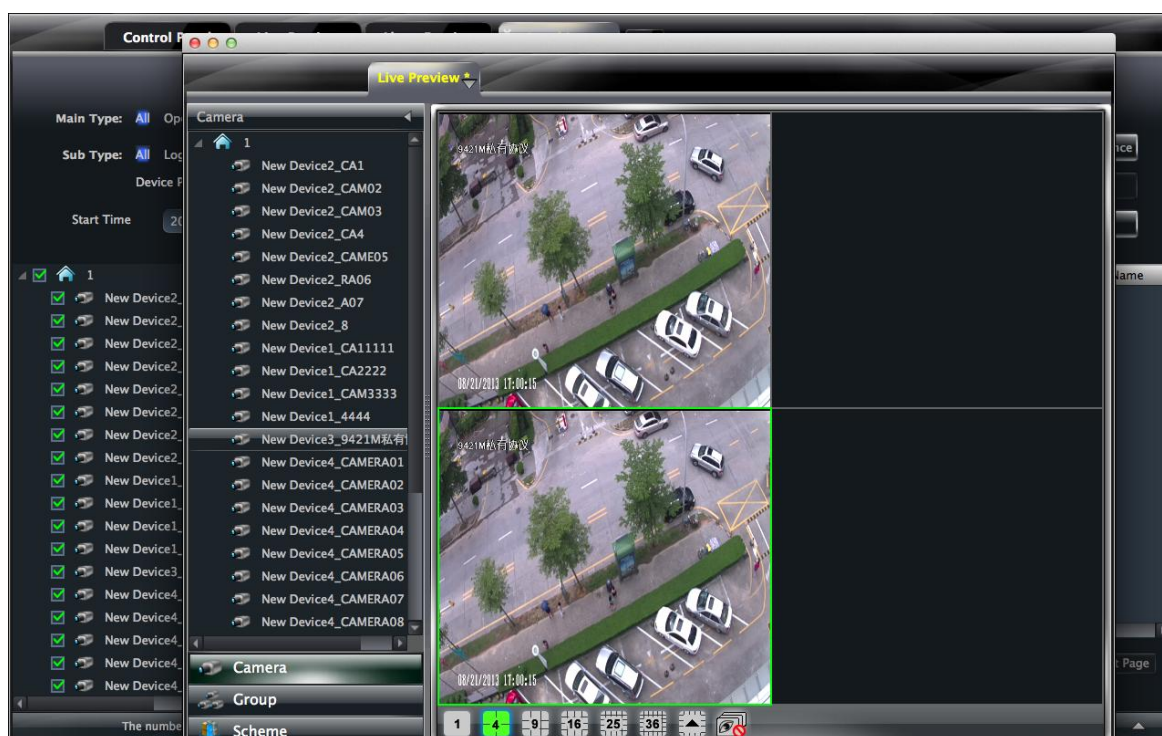 Control
Live Preview *
Main Type: All
Sub Type: All Log
Device
Start Time 20
1
New Device2_
New Device2_
New Device2_
New Device2_
New Device2_
New Device2_
New Device2_
New Device2_
New Device1_
New Device1_
New Device1_
New Device1_
New Device3_
New Device4_
New Device4_
New Device4_
New Device4_
New Device4_
The numbe
Camera
1
New Device2_CA1
New Device2_CAM02
New Device2_CAM03
New Device2_CA4
New Device2_CAME05
New Device2_RA06
New Device2_A07
New Device2_8
New Device1_CA11111
New Device1_CA2222
New Device1_CAM3333
New Device1_4444
New Device3_9421M私有
New Device4_CAMERA01
New Device4_CAMERA02
New Device4_CAMERA03
New Device4_CAMERA04
New Device4_CAMERA05
New Device4_CAMERA06
New Device4_CAMERA07
New Device4_CAMERA08
Camera
Group
Scheme
9421M私有协议
08/21/2013 17:00:15
9421M私有协议
08/21/2013 17:00:15
1 4 9 16 25 36
nce
Name
t Page